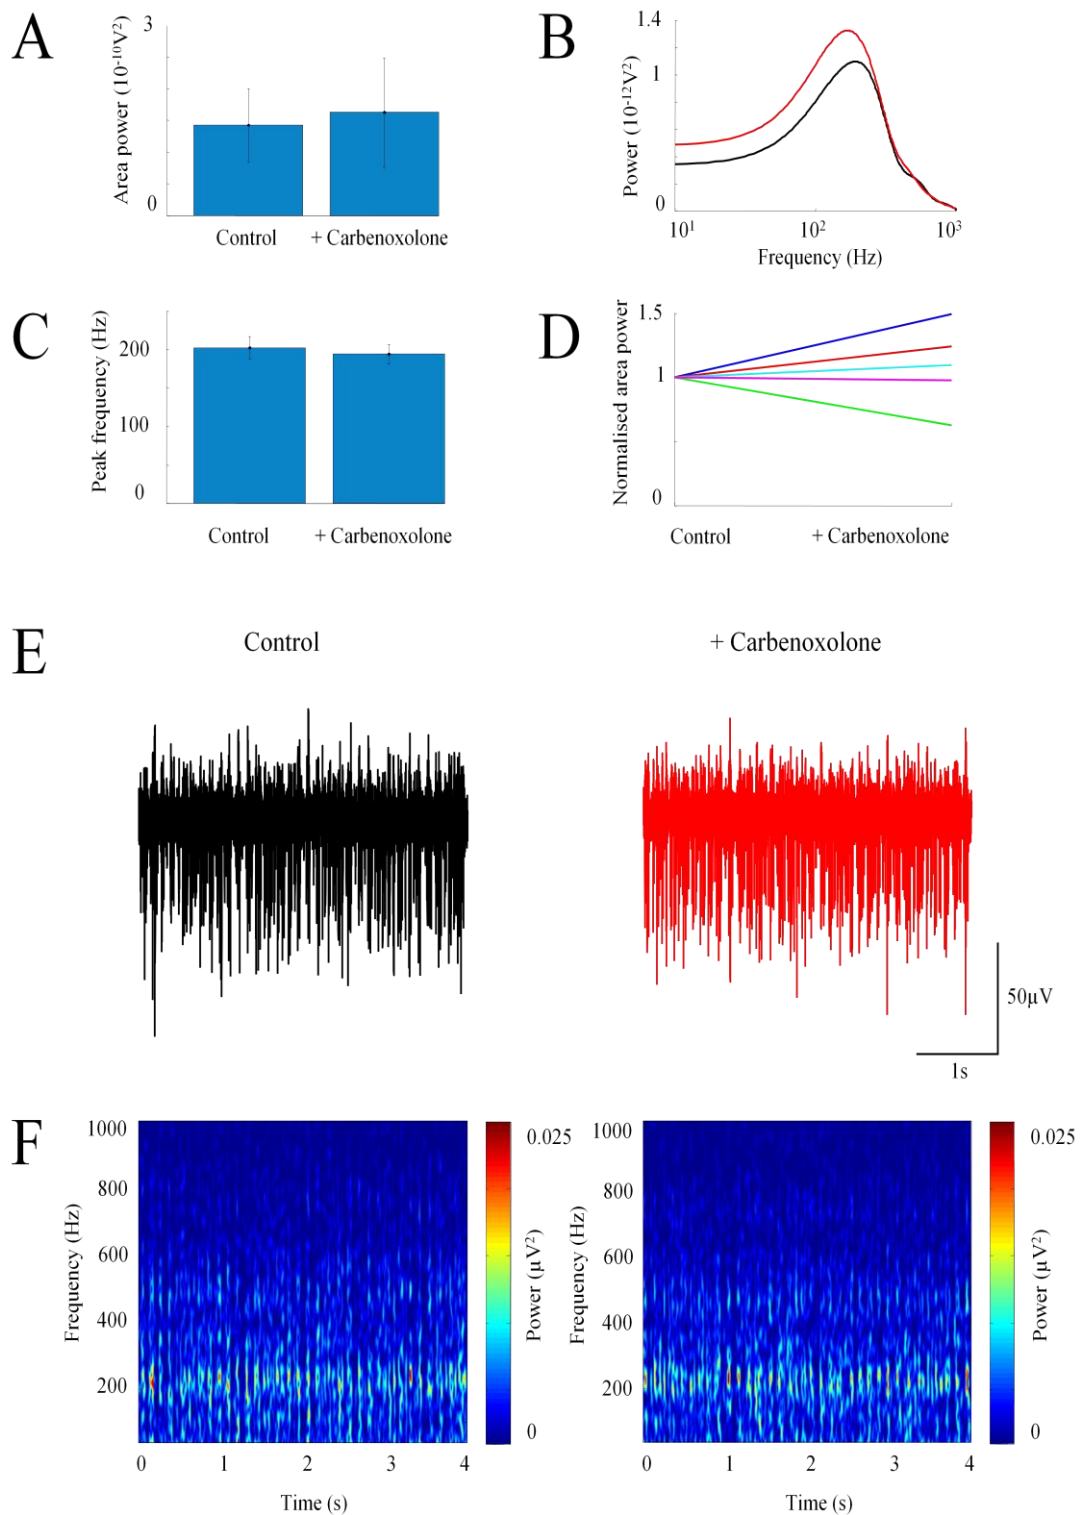 A
3
Area power (10⁻¹⁰V²)
0
Control
+ Carbenoxolone
B
1.4
1
Power (10⁻¹²V²)
0
10¹
10²
10³
Frequency (Hz)
C
200
100
0
Peak frequency (Hz)
Control
+ Carbenoxolone
D
1.5
1
0
Normalised area power
Control
+ Carbenoxolone
E
Control
+ Carbenoxolone
50µV
1s
F
1000
800
600
400
200
Frequency (Hz)
0
1
2
3
4
Time (s)
0.025
Power (µV²)
0
1000
800
600
400
200
Frequency (Hz)
0
1
2
3
4
Time (s)
0.025
Power (µV²)
0